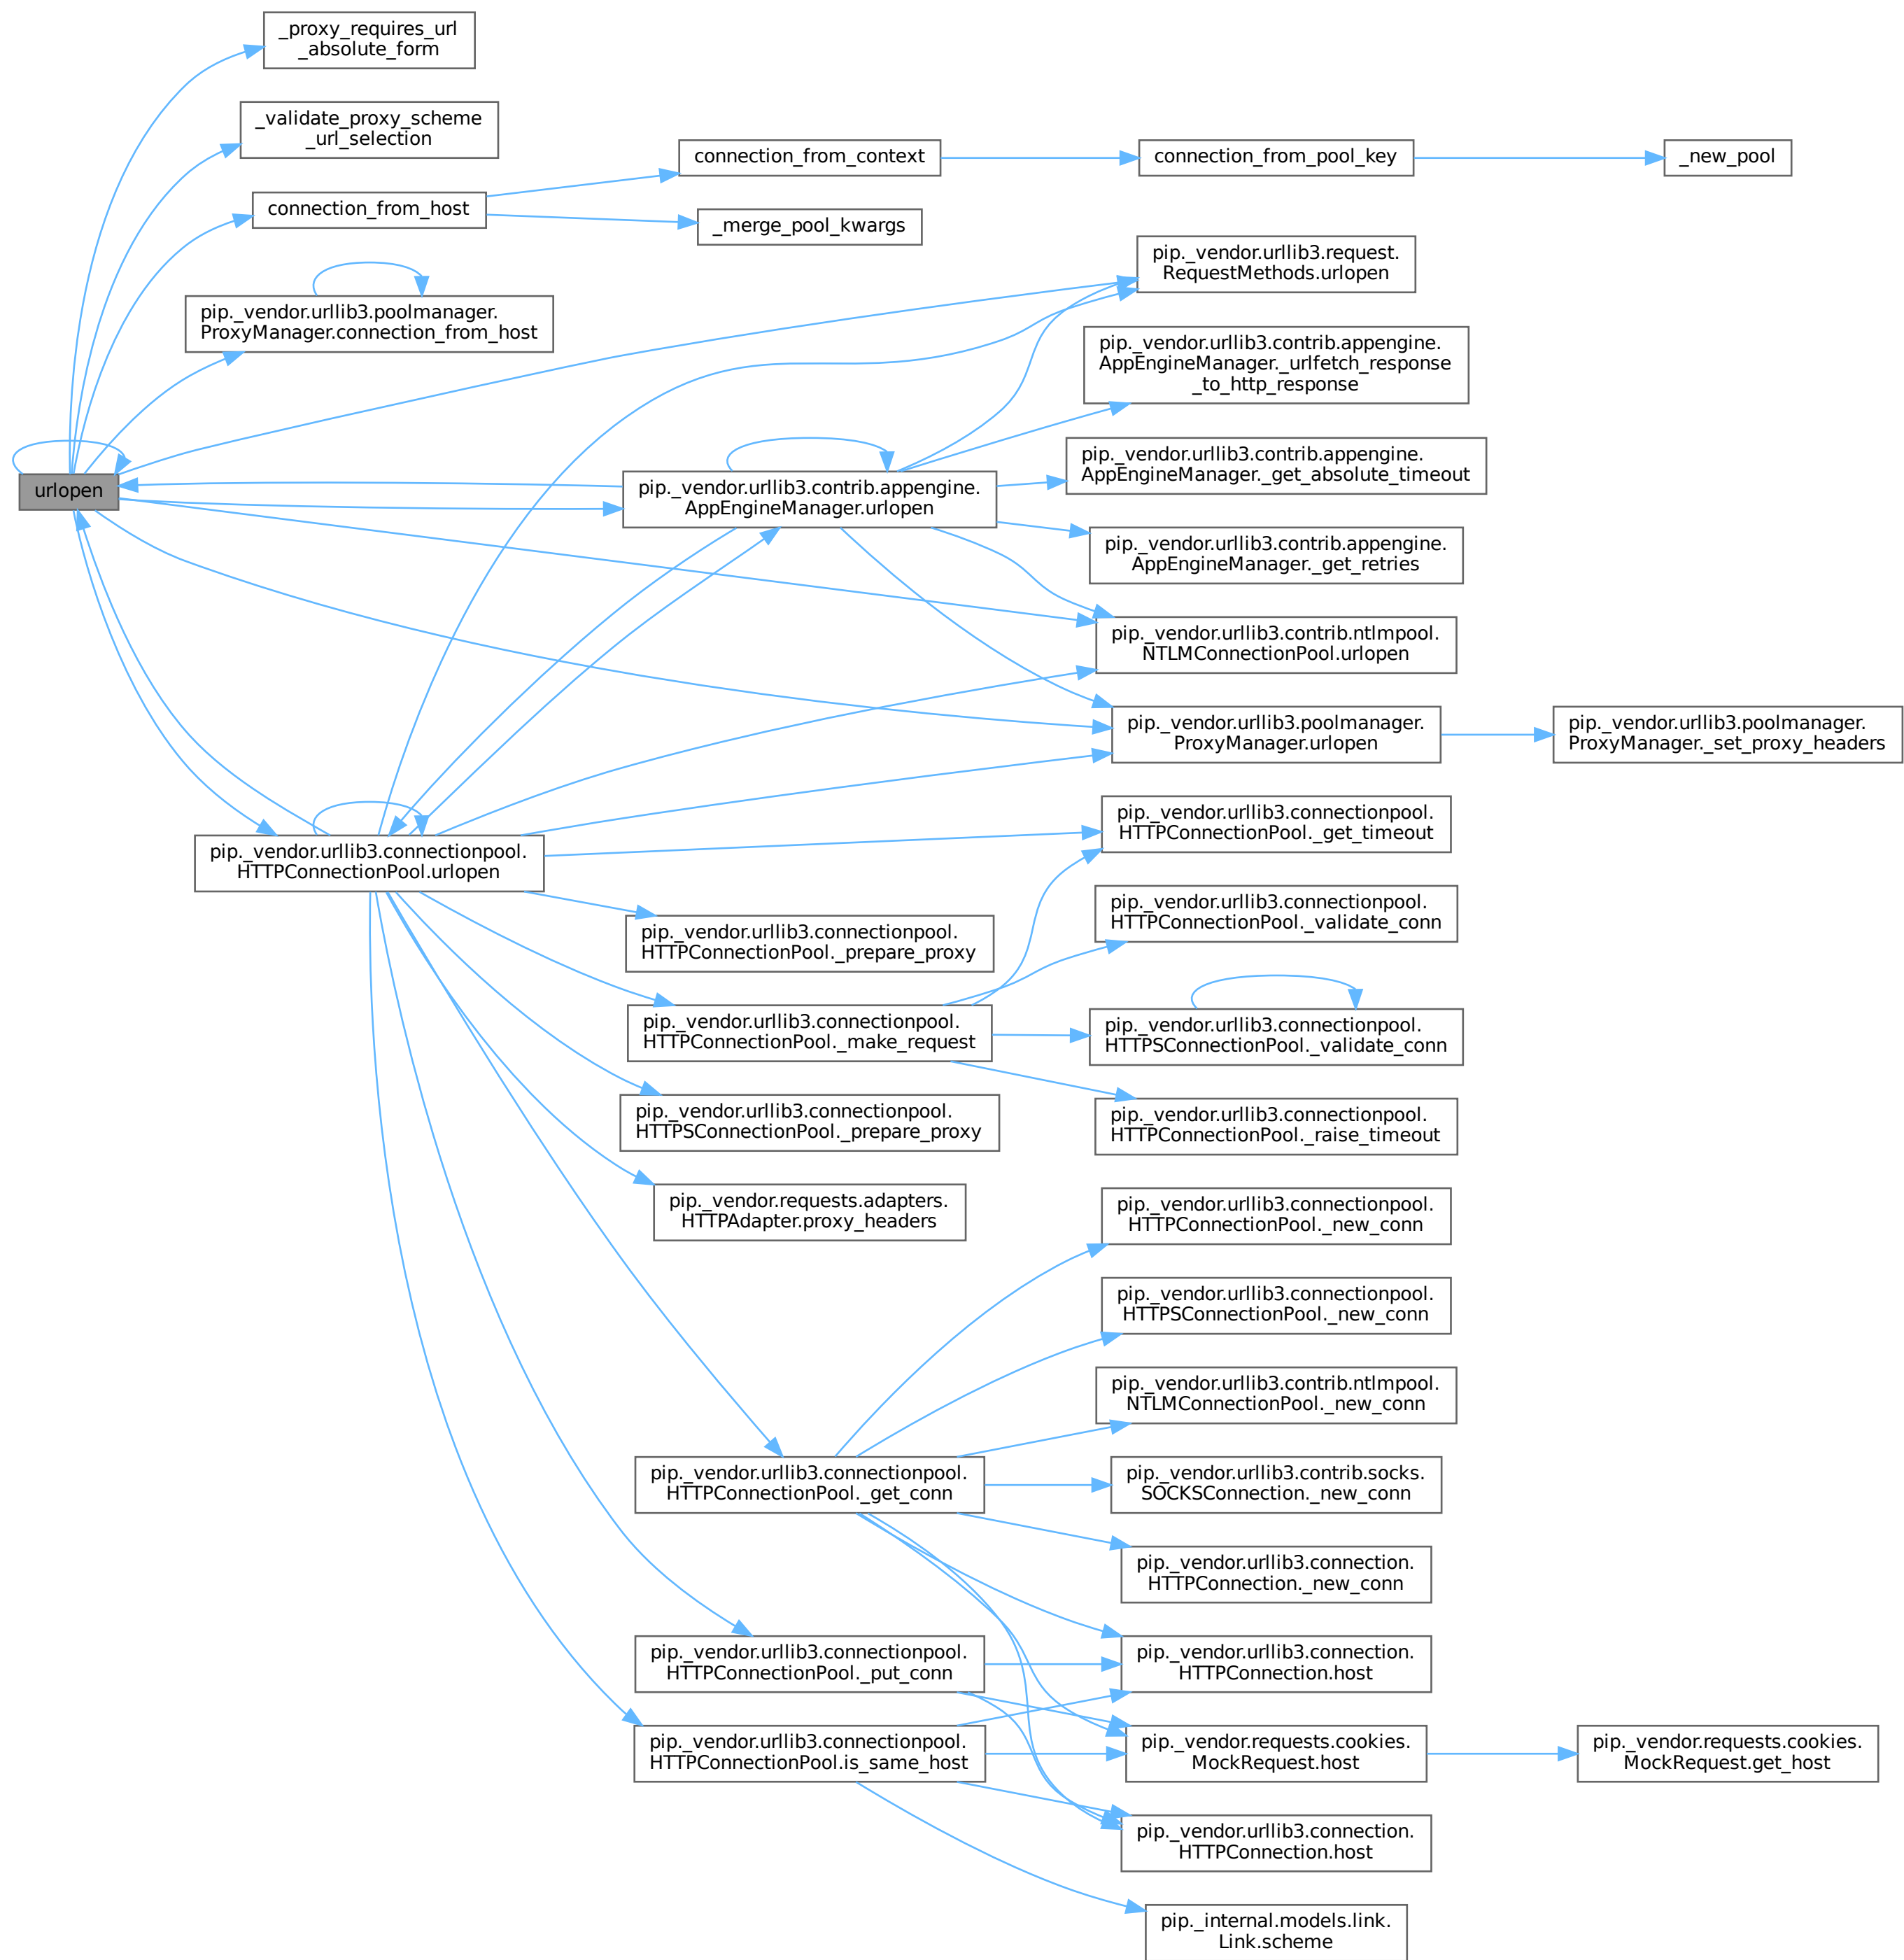 _proxy_requires_url
_absolute_form
_validate_proxy_scheme
_url_selection
connection_from_host
connection_from_context
connection_from_pool_key
_new_pool
_merge_pool_kwargs
pip._vendor.urllib3.poolmanager.
ProxyManager.connection_from_host
urlopen
pip._vendor.urllib3.request.
RequestMethods.urlopen
pip._vendor.urllib3.contrib.appengine.
AppEngineManager._urlfetch_response
_to_http_response
pip._vendor.urllib3.contrib.appengine.
AppEngineManager.urlopen
pip._vendor.urllib3.contrib.appengine.
AppEngineManager._get_absolute_timeout
pip._vendor.urllib3.contrib.appengine.
AppEngineManager._get_retries
pip._vendor.urllib3.contrib.ntlmpool.
NTLMConnectionPool.urlopen
pip._vendor.urllib3.poolmanager.
ProxyManager.urlopen
pip._vendor.urllib3.poolmanager.
ProxyManager._set_proxy_headers
pip._vendor.urllib3.connectionpool.
HTTPConnectionPool.urlopen
pip._vendor.urllib3.connectionpool.
HTTPConnectionPool._get_timeout
pip._vendor.urllib3.connectionpool.
HTTPConnectionPool._prepare_proxy
pip._vendor.urllib3.connectionpool.
HTTPConnectionPool._validate_conn
pip._vendor.urllib3.connectionpool.
HTTPConnectionPool._make_request
pip._vendor.urllib3.connectionpool.
HTTPSConnectionPool._validate_conn
pip._vendor.urllib3.connectionpool.
HTTPSConnectionPool._prepare_proxy
pip._vendor.urllib3.connectionpool.
HTTPConnectionPool._raise_timeout
pip._vendor.requests.adapters.
HTTPAdapter.proxy_headers
pip._vendor.urllib3.connectionpool.
HTTPConnectionPool._new_conn
pip._vendor.urllib3.connectionpool.
HTTPSConnectionPool._new_conn
pip._vendor.urllib3.contrib.ntlmpool.
NTLMConnectionPool._new_conn
pip._vendor.urllib3.connectionpool.
HTTPConnectionPool._get_conn
pip._vendor.urllib3.contrib.socks.
SOCKSConnection._new_conn
pip._vendor.urllib3.connection.
HTTPConnection._new_conn
pip._vendor.urllib3.connectionpool.
HTTPConnectionPool._put_conn
pip._vendor.urllib3.connection.
HTTPConnection.host
pip._vendor.urllib3.connectionpool.
HTTPConnectionPool.is_same_host
pip._vendor.requests.cookies.
MockRequest.host
pip._vendor.requests.cookies.
MockRequest.get_host
pip._vendor.urllib3.connection.
HTTPConnection.host
pip._internal.models.link.
Link.scheme